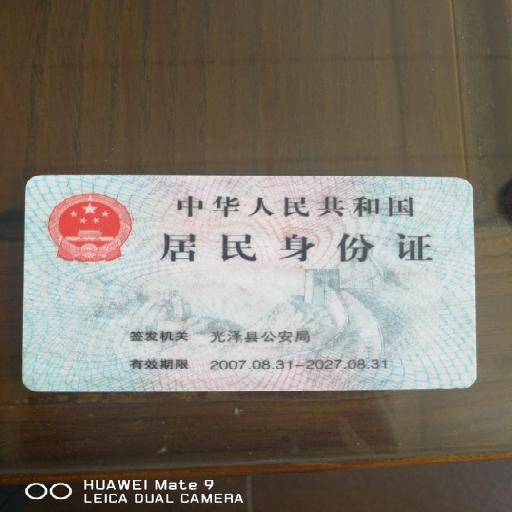 中华人民共和国
居民身份证
签发机关 光泽县公安局
有效期限 2007.08.31-2027.08.31
HUAWEI Mate 9
LEICA DUAL CAMERA